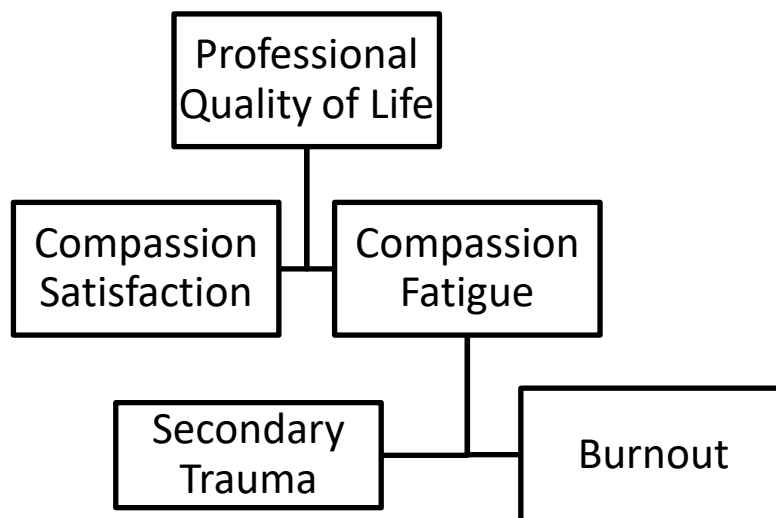 Professional
Quality of Life
Compassion
Satisfaction
Compassion
Fatigue
Secondary
Trauma
Burnout